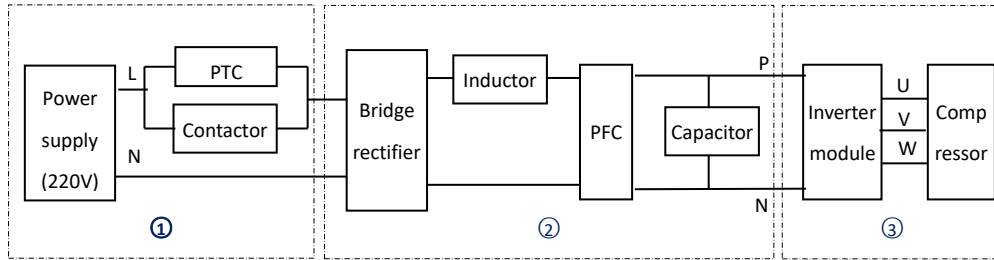 Power
supply
(220V)
L
N
PTC
Contactor
①
Bridge
rectifier
Inductor
PFC
Capacitor
P
N
②
Inverter
module
U
V
W
Comp
ressor
③